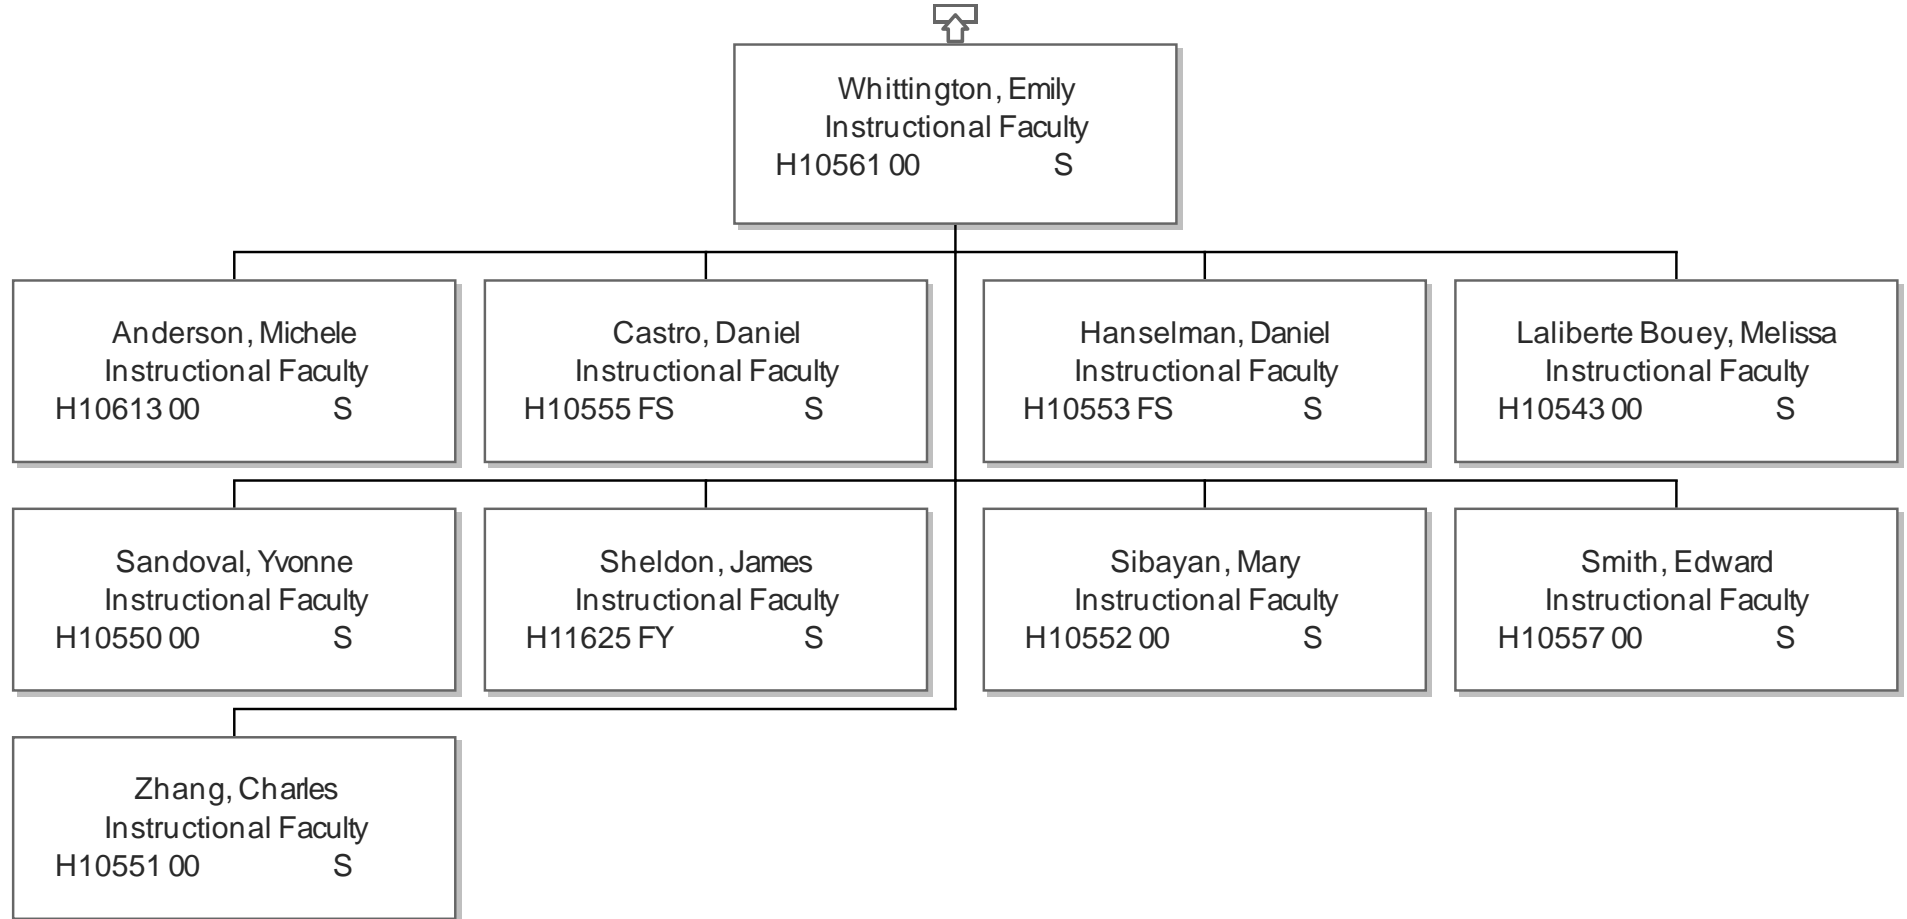 Whittington, Emily
Instructional Faculty
H10561 00 S
Anderson, Michele
Instructional Faculty
H10613 00 S
Castro, Daniel
Instructional Faculty
H10555 FS S
Hanselman, Daniel
Instructional Faculty
H10553 FS S
Laliberte Bouey, Melissa
Instructional Faculty
H10543 00 S
Sandoval, Yvonne
Instructional Faculty
H10550 00 S
Sheldon, James
Instructional Faculty
H11625 FY S
Sibayan, Mary
Instructional Faculty
H10552 00 S
Smith, Edward
Instructional Faculty
H10557 00 S
Zhang, Charles
Instructional Faculty
H10551 00 S